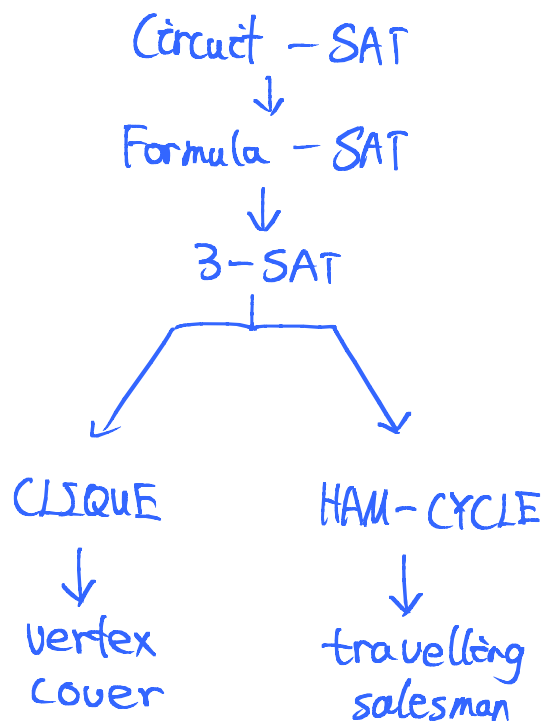 Circuit - SAT
Formula - SAT
3-SAT
CLIQUE
HAM-CYCLE
vertex
cover
travelling
salesman